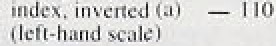 index, inverted (a) — 110
(left-hand scale)